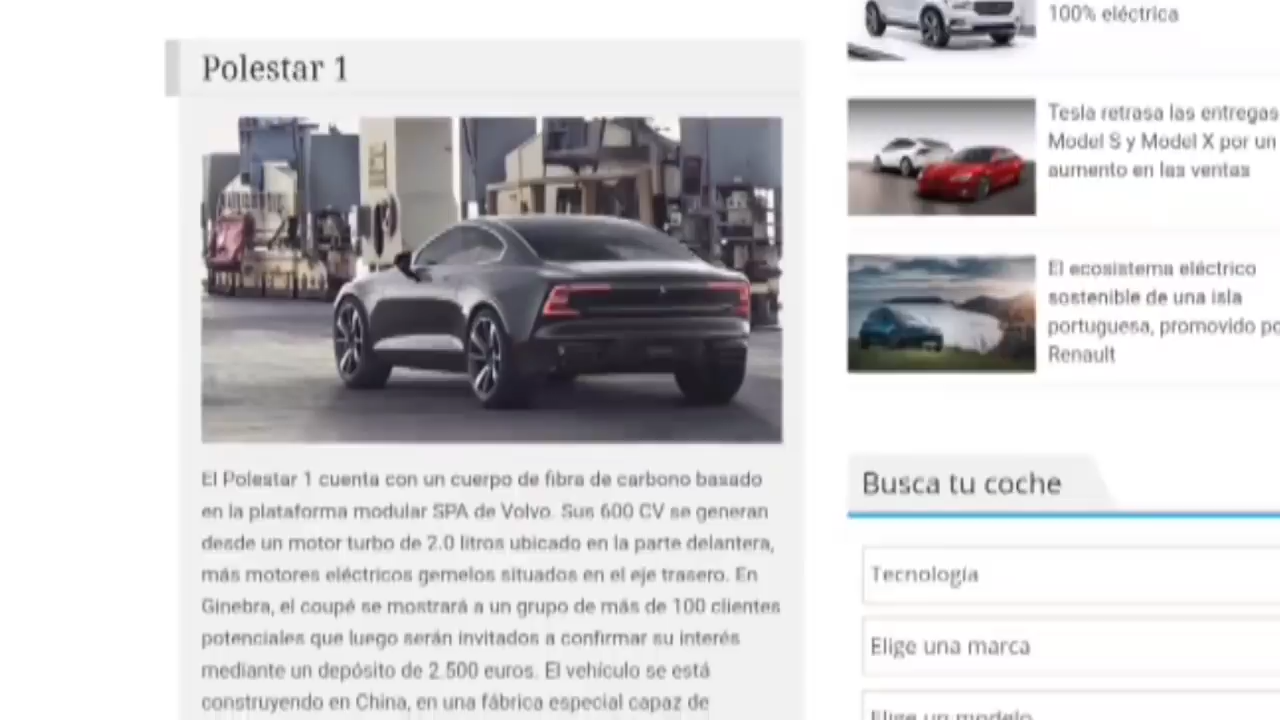 Polestar 1
El Polestar 1 cuenta con un cuerpo de fibra de carbono basado
en la plataforma modular SPA de Volvo. Sus 600 CV se generan
desde un motor turbo de 2.0 litros ubicado en la parte delantera,
más motores eléctricos gemelos situados en el eje trasero. En
Ginebra, el coupé se mostrará a un grupo de más de 100 clientes
potenciales que luego serán invitados a confirmar su interés
mediante un depósito de 2.500 euros. El vehículo se está
construyendo en China, en una fábrica especial capaz de
100% eléctrica
Tesla retrasa las entregas
Model S y Model X por un
aumento en las ventas
El ecosistema eléctrico
sostenible de una isla
portuguesa, promovido po
Renault
Busca tu coche
Tecnología
Elige una marca
Elige un modelo